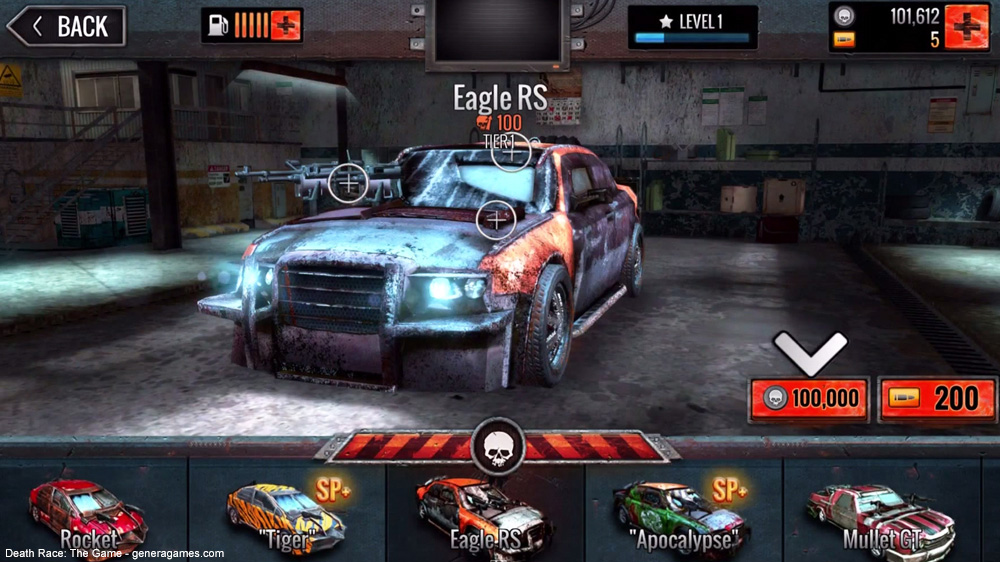 BACK
LEVEL 1
101,612
5
Eagle RS
100
TIER 1
100,000
200
SP+
SP+
Rocket
"Tiger"
Eagle RS
"Apocalypse"
Mullet GT
Death Race: The Game - generagames.com